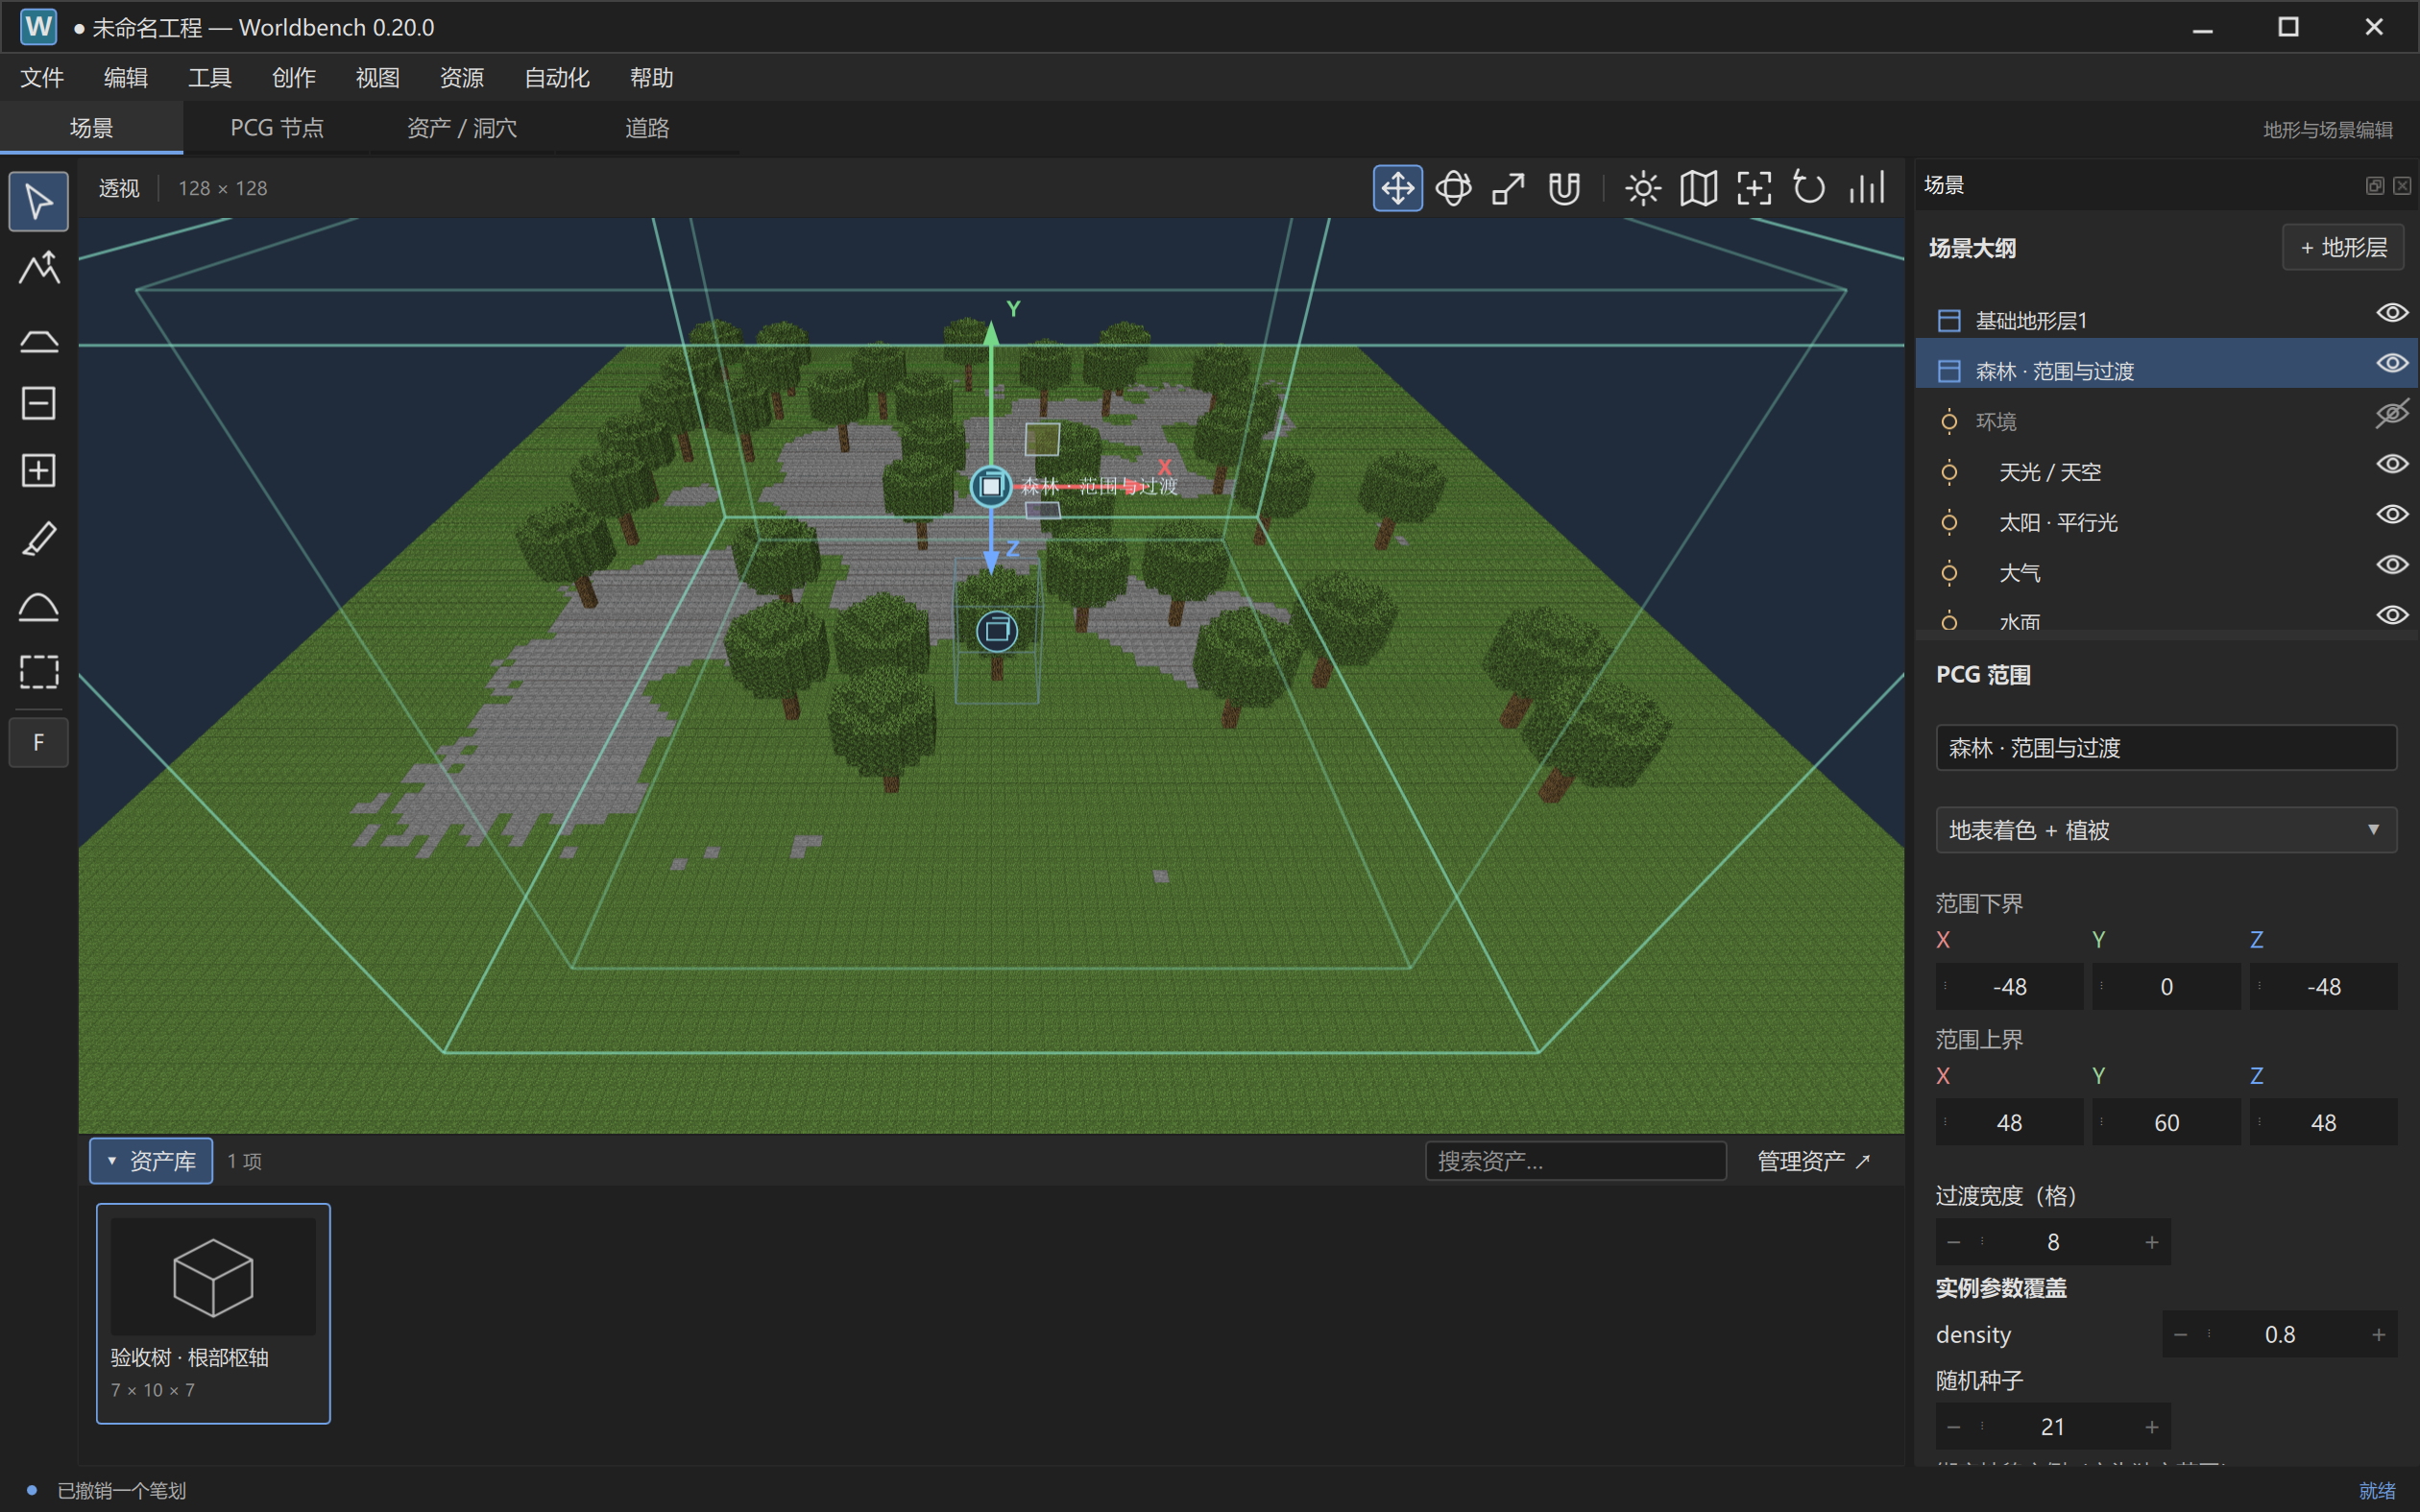 W ● 未命名工程 — Worldbench 0.20.0
文件 编辑 工具 创作 视图 资源 自动化 帮助
场景 PCG 节点 资产 / 洞穴 道路 地形与场景编辑
透视 128 × 128
Y
X
森林 · 范围与过渡
Z
F
场景
场景大纲 + 地形层
基础地形层1
森林 · 范围与过渡
环境
天光 / 天空
太阳 · 平行光
大气
水面
PCG 范围
森林 · 范围与过渡
地表着色 + 植被
范围下界
X Y Z
-48 0 -48
范围上界
X Y Z
48 60 48
过渡宽度（格）
− 8 +
实例参数覆盖
density − 0.8 +
随机种子
− 21 +
资产库 1 项 搜索资产... 管理资产 ↗
验收树 · 根部枢轴
7 × 10 × 7
已撤销一个笔划 就绪